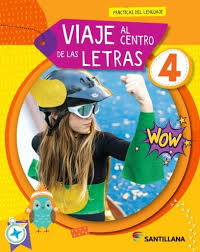 PRÁCTICAS DEL LENGUAJE
VIAJE AL
CENTRO
DE LAS LETRAS
4
WOW
SANTILLANA